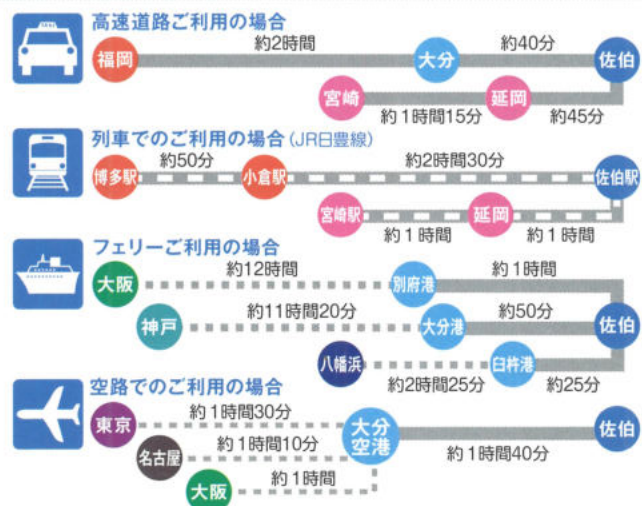 高速道路ご利用の場合
約2時間
約40分
福岡
大分
佐伯
宮崎
延岡
約1時間15分
約45分
列車でのご利用の場合(JR日豊線)
約50分
約2時間30分
博多駅
小倉駅
佐伯駅
宮崎駅
延岡
約1時間
約1時間
フェリーご利用の場合
約12時間
約1時間
大阪
別府港
約11時間20分
約50分
神戸
大分港
佐伯
八幡浜
臼杵港
約2時間25分
約25分
空路でのご利用の場合
約1時間30分
東京
大分
空港
佐伯
約1時間10分
名古屋
約1時間40分
約1時間
大阪